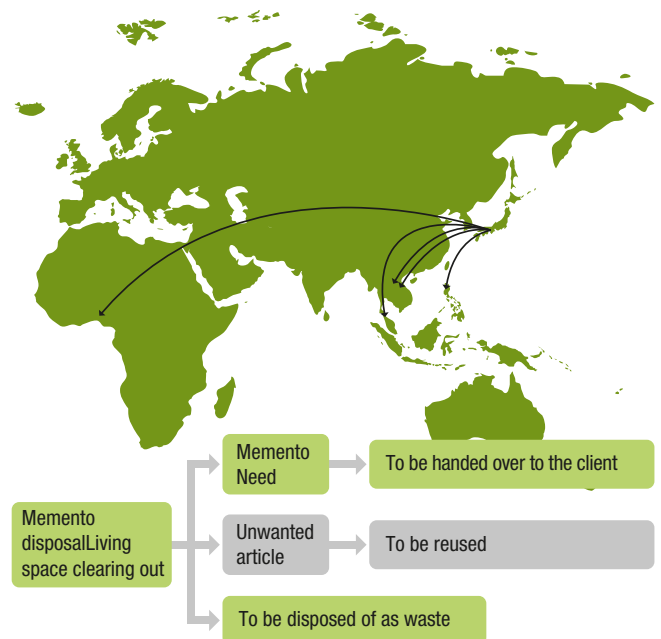 Memento
Need
To be handed over to the client
Memento
disposalLiving
space clearing out
Unwanted
article
To be reused
To be disposed of as waste